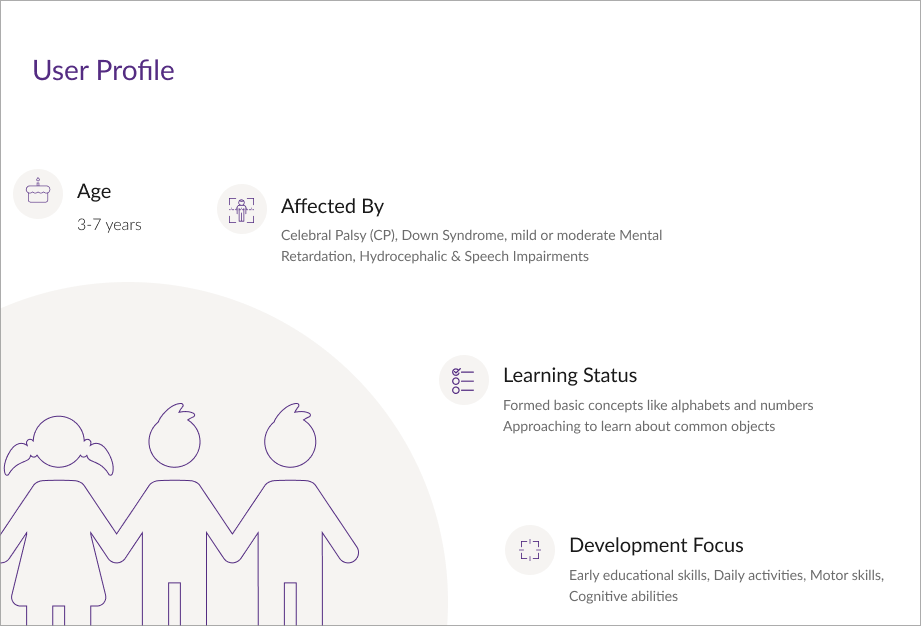 User Profile
Age
3-7 years
Affected By
Celebral Palsy (CP), Down Syndrome, mild or moderate Mental
Retardation, Hydrocephalic & Speech Impairments
Learning Status
Formed basic concepts like alphabets and numbers
Approaching to learn about common objects
Development Focus
Early educational skills, Daily activities, Motor skills,
Cognitive abilities